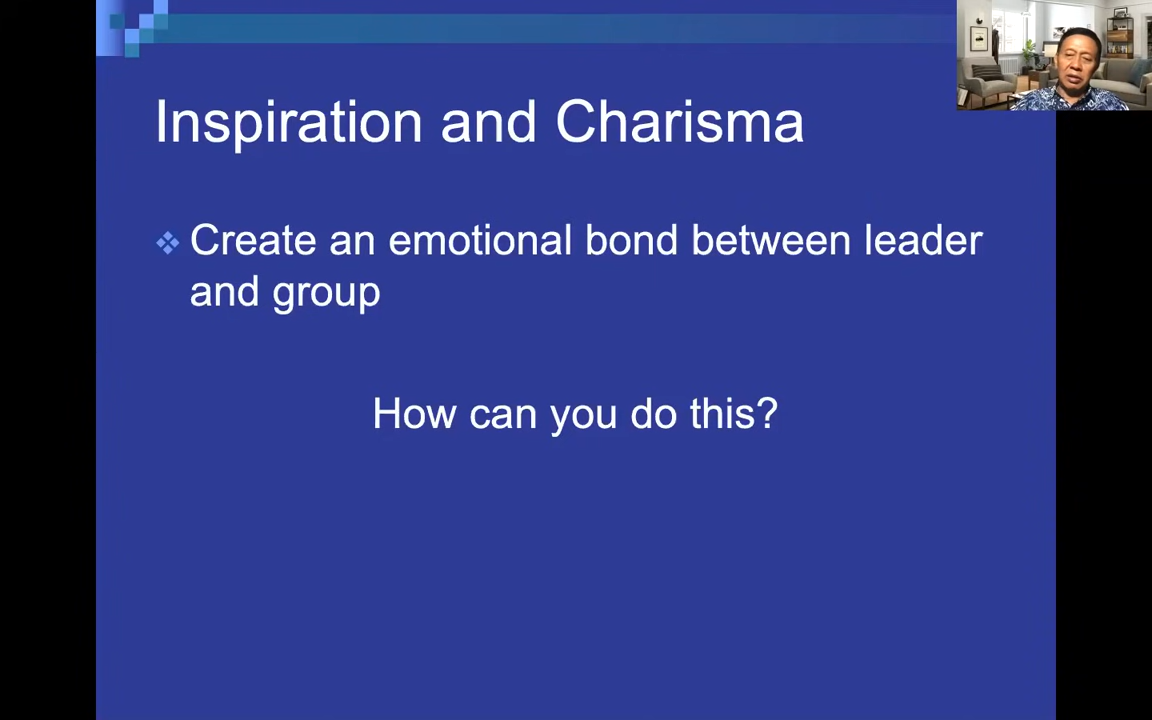 Inspiration and Charisma
Create an emotional bond between leader
and group
How can you do this?